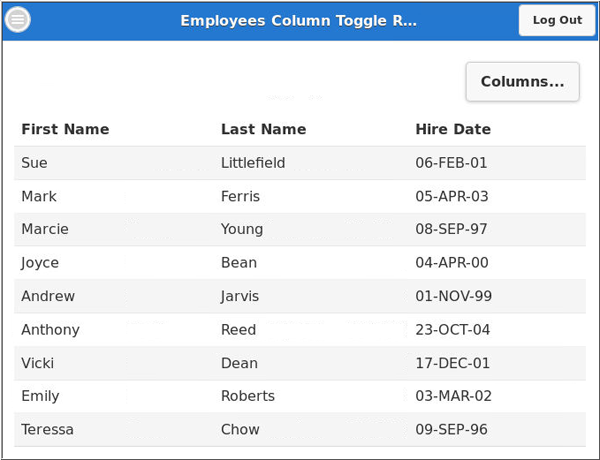 Employees Column Toggle R... Log Out
Columns...
First Name Last Name Hire Date
Sue Littlefield 06-FEB-01
Mark Ferris 05-APR-03
Marcie Young 08-SEP-97
Joyce Bean 04-APR-00
Andrew Jarvis 01-NOV-99
Anthony Reed 23-OCT-04
Vicki Dean 17-DEC-01
Emily Roberts 03-MAR-02
Teressa Chow 09-SEP-96